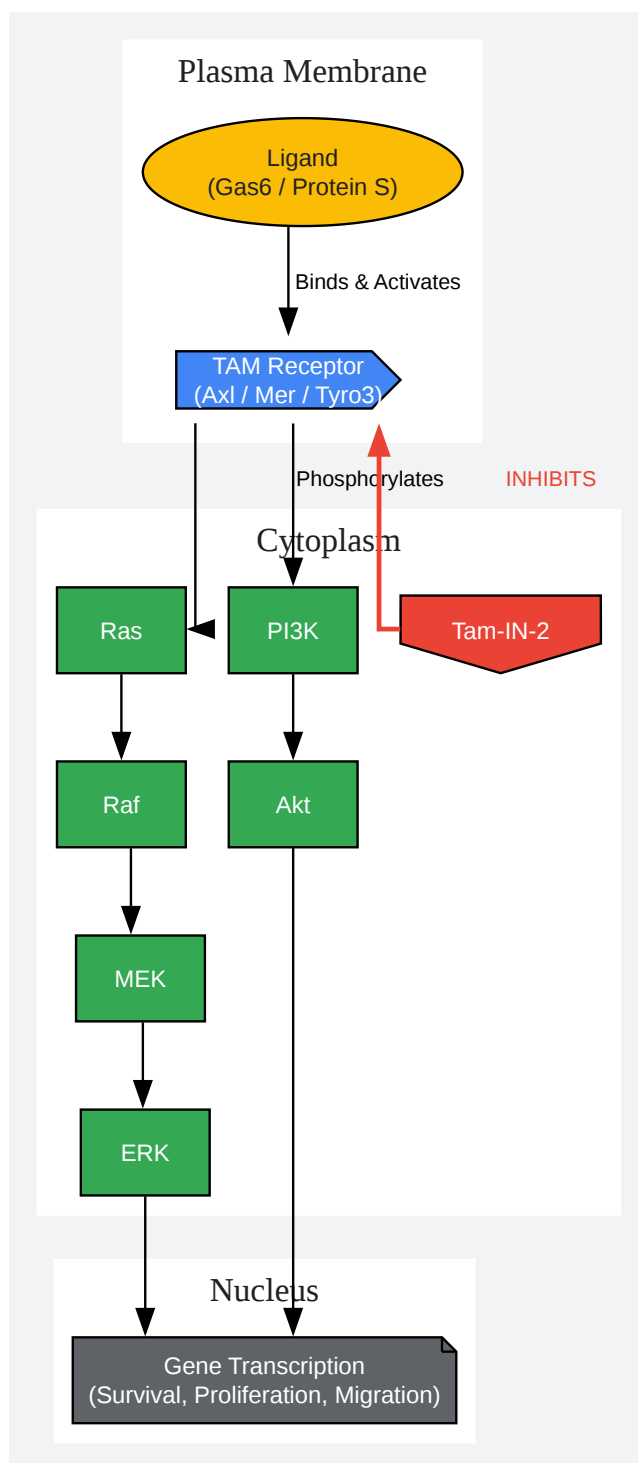 Plasma Membrane
Ligand
(Gas6 / Protein S)
Binds & Activates
TAM Receptor
(Axl / Mer / Tyro3)
Phosphorylates
INHIBITS
Cytoplasm
Ras
PI3K
Tam-IN-2
Raf
Akt
MEK
ERK
Nucleus
Gene Transcription
(Survival, Proliferation, Migration)